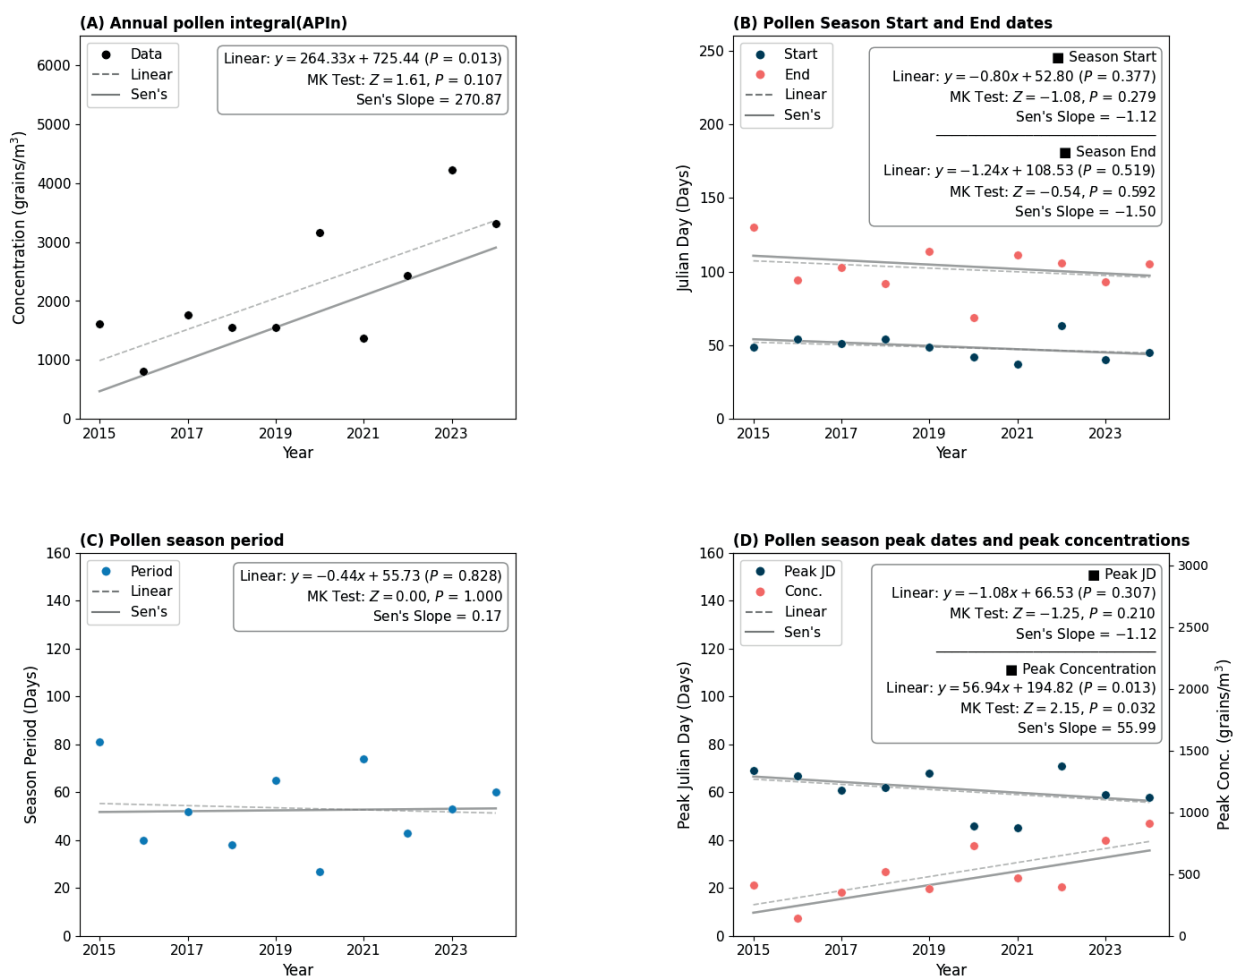 (A) Annual pollen integral(APIn)
Data
Linear
Sen's
Linear: y=264.33x+725.44 (P = 0.013)
MK Test: Z=1.61, P = 0.107
Sen's Slope = 270.87
6000
5000
4000
3000
2000
1000
0
Concentration (grains/m³)
2015
2017
2019
2021
2023
Year
(B) Pollen Season Start and End dates
Start
End
Linear
Sen's
■ Season Start
Linear: y=−0.80x+52.80 (P = 0.377)
MK Test: Z=−1.08, P = 0.279
Sen's Slope = −1.12
■ Season End
Linear: y=−1.24x+108.53 (P = 0.519)
MK Test: Z=−0.54, P = 0.592
Sen's Slope = −1.50
250
200
150
100
50
0
Julian Day (Days)
2015
2017
2019
2021
2023
Year
(C) Pollen season period
Period
Linear
Sen's
Linear: y=−0.44x+55.73 (P = 0.828)
MK Test: Z=0.00, P = 1.000
Sen's Slope = 0.17
160
140
120
100
80
60
40
20
0
Season Period (Days)
2015
2017
2019
2021
2023
Year
(D) Pollen season peak dates and peak concentrations
Peak JD
Conc.
Linear
Sen's
■ Peak JD
Linear: y=−1.08x+66.53 (P = 0.307)
MK Test: Z=−1.25, P = 0.210
Sen's Slope = −1.12
■ Peak Concentration
Linear: y=56.94x+194.82 (P = 0.013)
MK Test: Z=2.15, P = 0.032
Sen's Slope = 55.99
160
140
120
100
80
60
40
20
0
Peak Julian Day (Days)
3000
2500
2000
1500
1000
500
0
Peak Conc. (grains/m³)
2015
2017
2019
2021
2023
Year